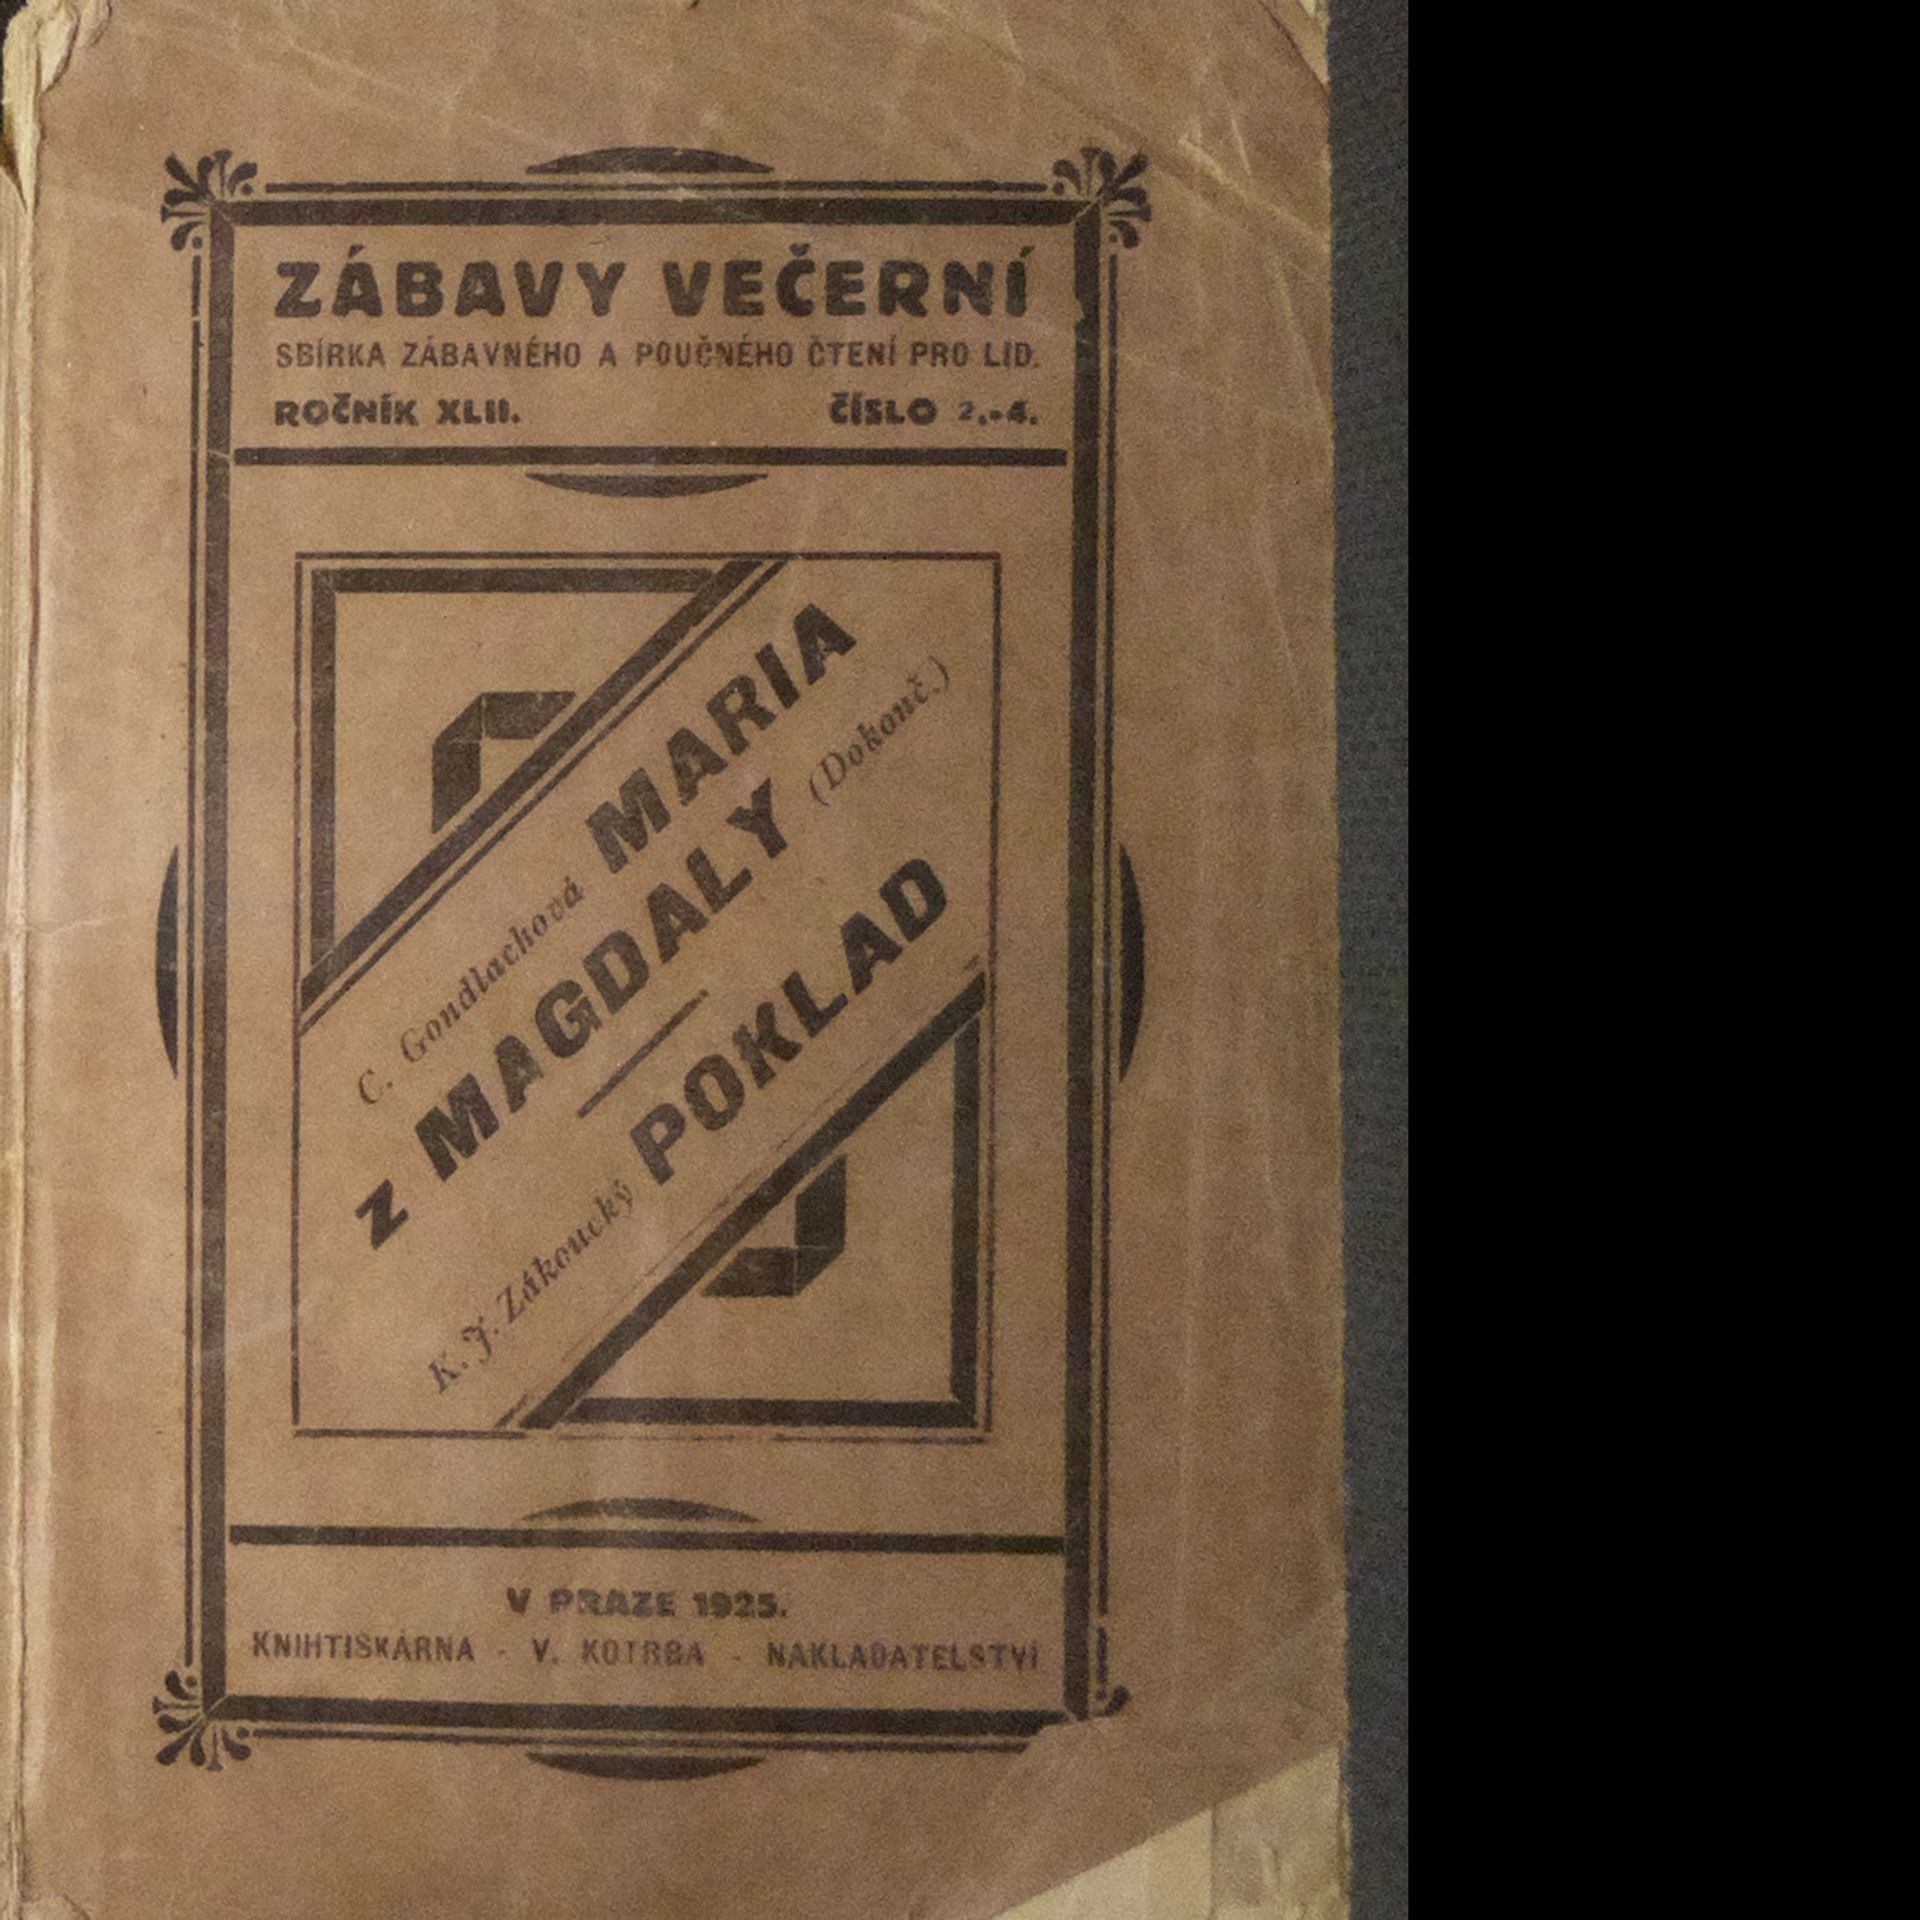 ZÁBAVY VEČERNÍ
SBÍRKA ZÁBAVNÉHO A POUČNÉHO ČTENÍ PRO LID.
ROČNÍK XLII. ČÍSLO 2.-4.
C. Gondlachová MARIA
z MAGDALY (Dokonč.)
K. J. Zákoucký POKLAD
V PRAZE 1925.
KNIHTISKÁRNA - V. KOTRBA - NAKLADATELSTVÍ